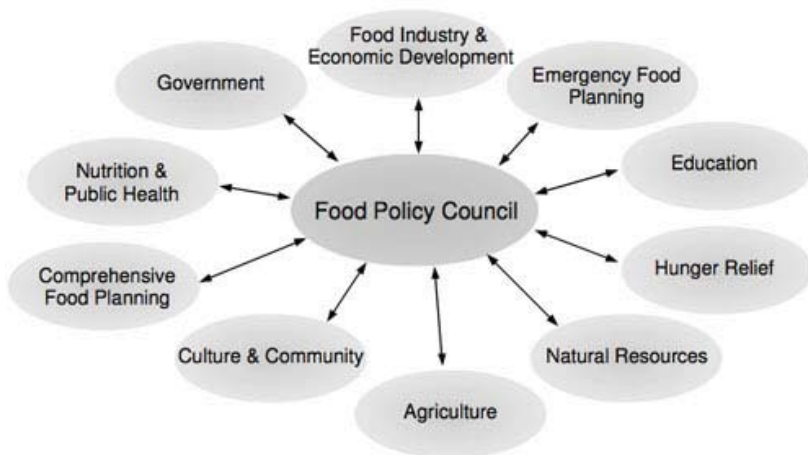 Food Industry &
Economic Development
Government
Emergency Food
Planning
Nutrition &
Public Health
Education
Food Policy Council
Comprehensive
Food Planning
Hunger Relief
Culture & Community
Natural Resources
Agriculture